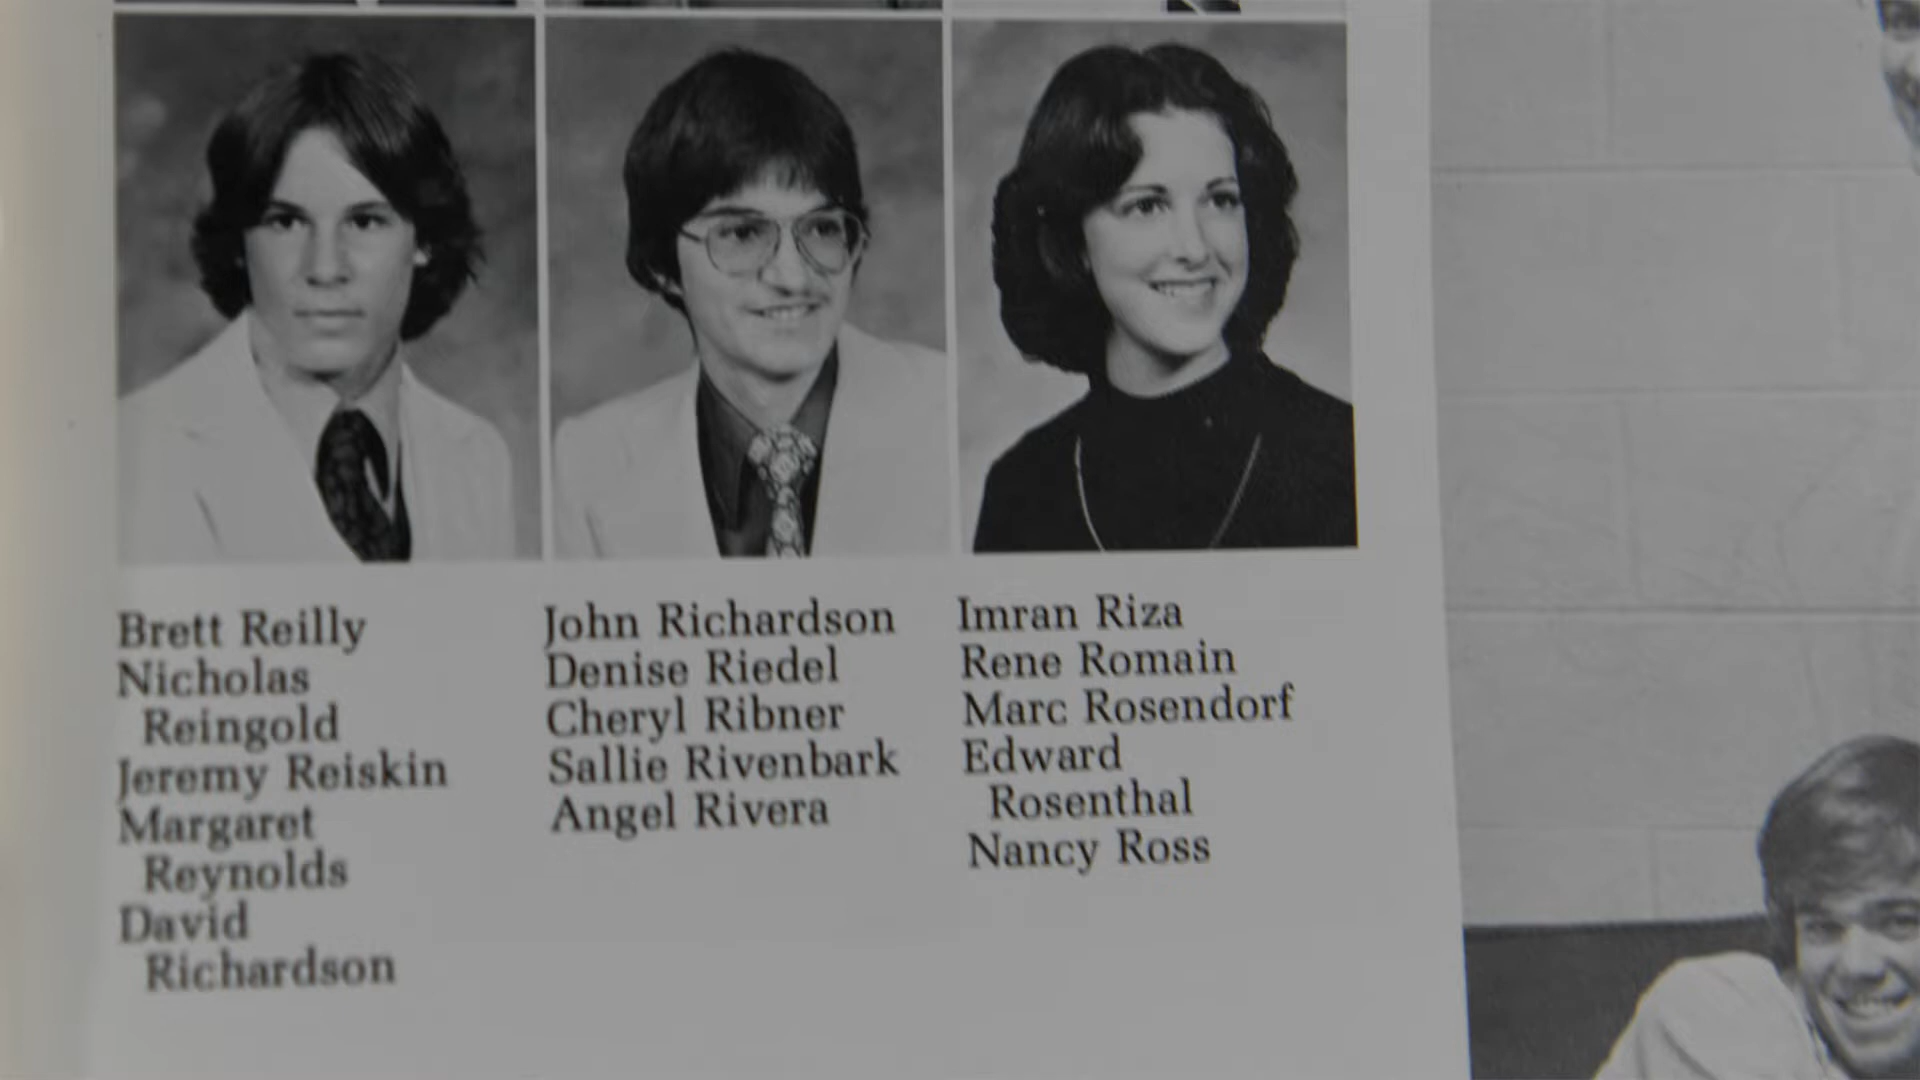 Brett Reilly
Nicholas
Reingold
Jeremy Reiskin
Margaret
Reynolds
David
Richardson
John Richardson
Denise Riedel
Cheryl Ribner
Sallie Rivenbark
Angel Rivera
Imran Riza
Rene Romain
Marc Rosendorf
Edward
Rosenthal
Nancy Ross